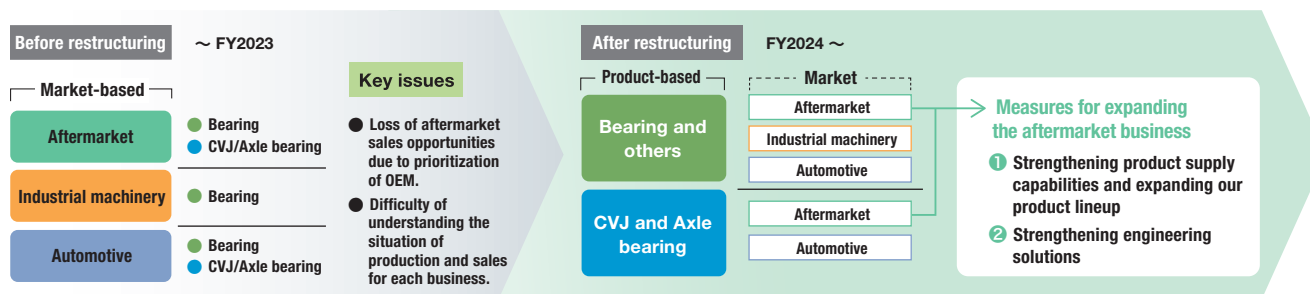 Before restructuring
～ FY2023
Market-based
Aftermarket
Bearing
CVJ/Axle bearing
Industrial machinery
Bearing
Automotive
Bearing
CVJ/Axle bearing
Key issues
● Loss of aftermarket
sales opportunities
due to prioritization
of OEM.
● Difficulty of
understanding the
situation of
production and sales
for each business.
After restructuring
FY2024 ～
Product-based
Market
Bearing and
others
Aftermarket
Industrial machinery
Automotive
CVJ and Axle
bearing
Aftermarket
Automotive
Measures for expanding
the aftermarket business
❶ Strengthening product supply
capabilities and expanding our
product lineup
❷ Strengthening engineering
solutions